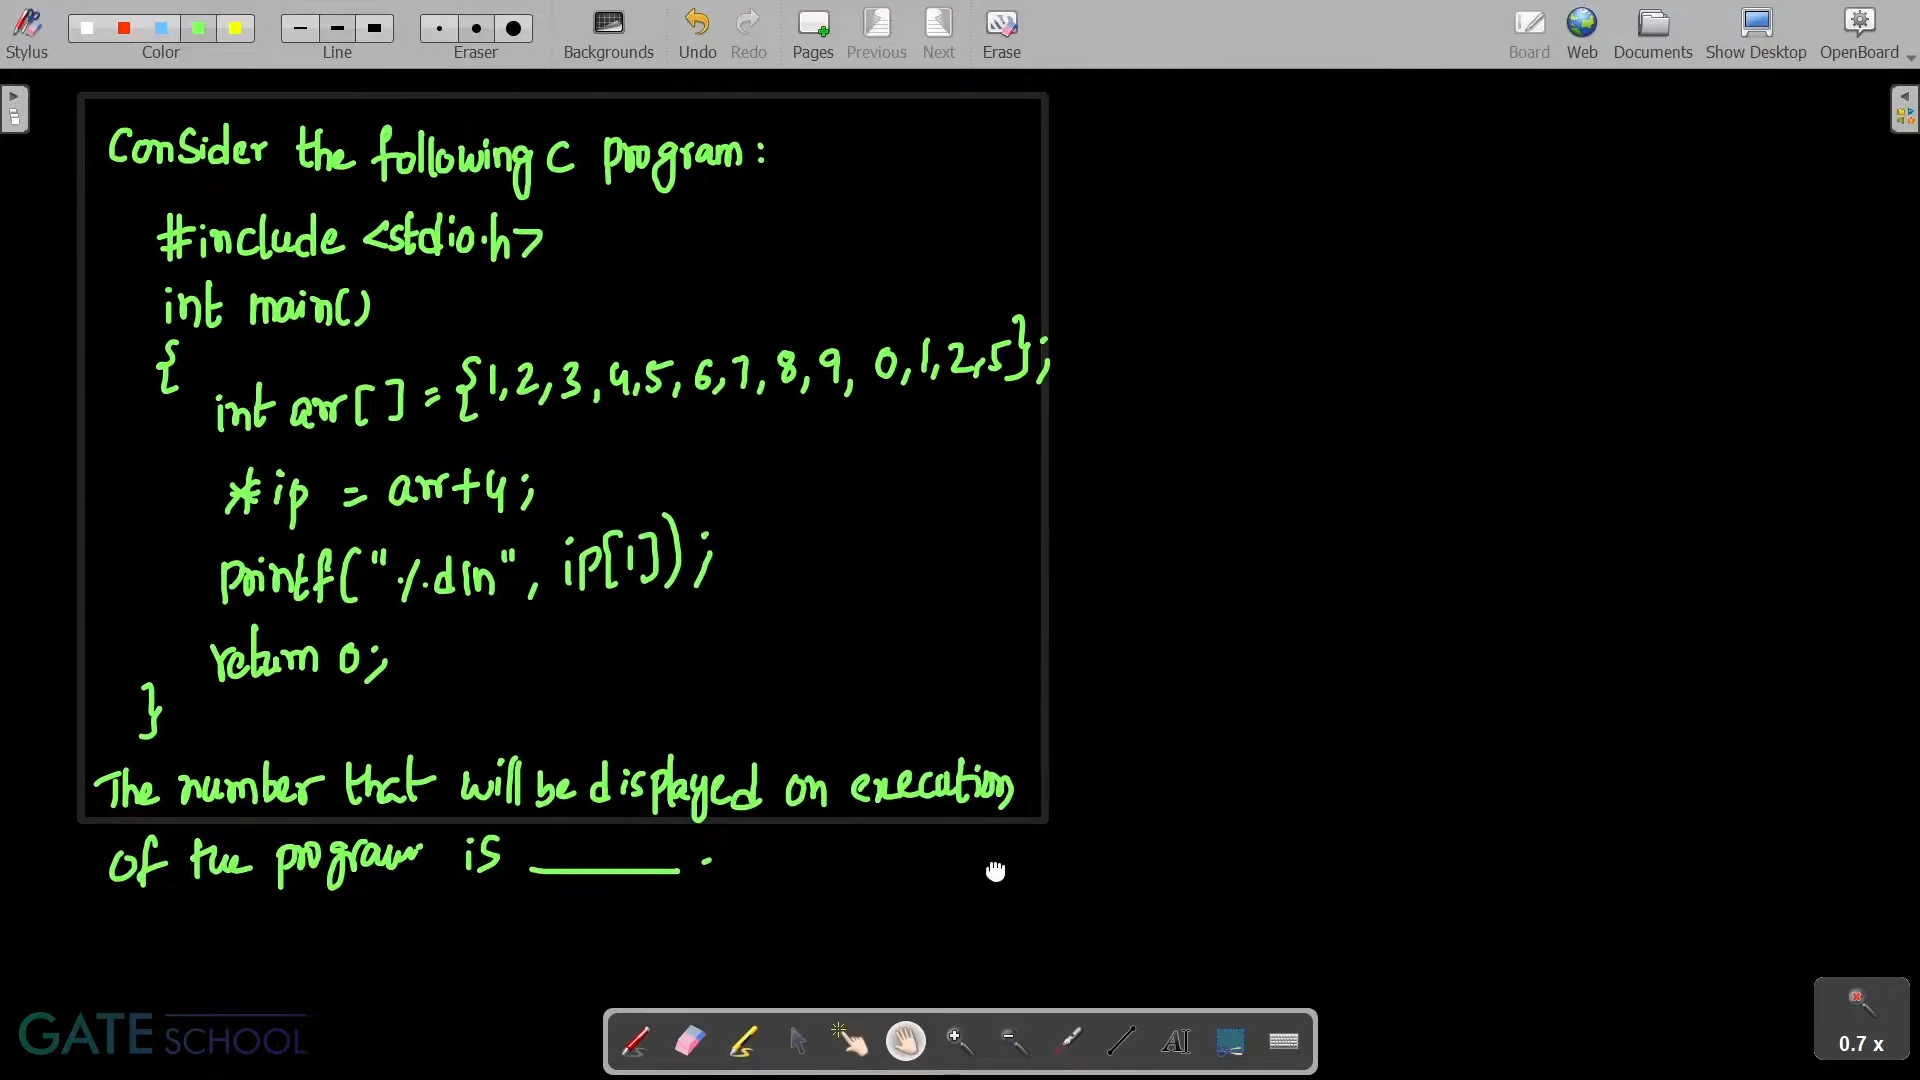 Stylus
Color
Line
Eraser
Backgrounds
Undo
Redo
Pages
Previous
Next
Erase
Board
Web
Documents
Show Desktop
OpenBoard
Consider the following C program:
#include <stdio.h>
int main()
{
int arr[] = {1,2,3,4,5,6,7,8,9,0,1,2,5};
*ip = arr+4;
printf("%d\n", ip[1]);
return 0;
}
The number that will be displayed on execution
of the program is ______.
GATE SCHOOL
AI
0.7 x